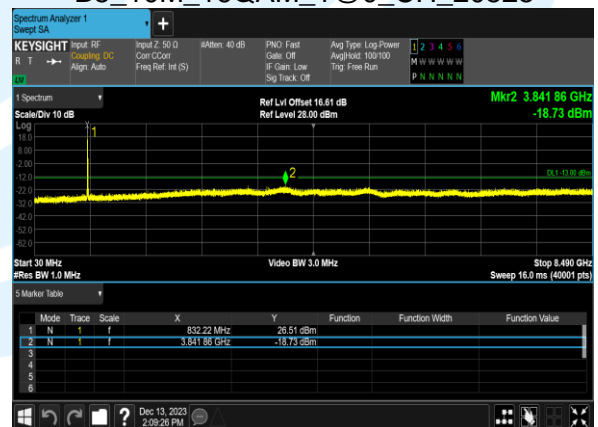 Spectrum Analyzer 1
Swept SA
KEYSIGHT
R T
LW
Input: RF
Coupling: DC
Align: Auto
Input Z: 50 Ω
Corr CCorr
Freq Ref: Int (S)
#Atten: 40 dB
PNO: Fast
Gate: Off
IF Gain: Low
Sig Track: Off
Avg Type: Log-Power
Avg|Hold: 100/100
Trig: Free Run
1 2 3 4 5 6
M W W W W W
P N N N N N
1 Spectrum
Scale/Div 10 dB
Ref Lvl Offset 16.61 dB
Ref Level 28.00 dBm
Mkr2 3.841 86 GHz
-18.73 dBm
Log
18.0
8.00
-2.00
-12.0
-22.0
-32.0
-42.0
-52.0
-62.0
1
2
DL1 -13.00 dBm
Start 30 MHz
#Res BW 1.0 MHz
Video BW 3.0 MHz
Stop 8.490 GHz
Sweep 16.0 ms (40001 pts)
5 Marker Table
Mode Trace Scale X Y Function Function Width Function Value
1 N 1 f 832.22 MHz 26.51 dBm
2 N 1 f 3.841 86 GHz -18.73 dBm
3
4
5
6
?
Dec 13, 2023
2:09:26 PM